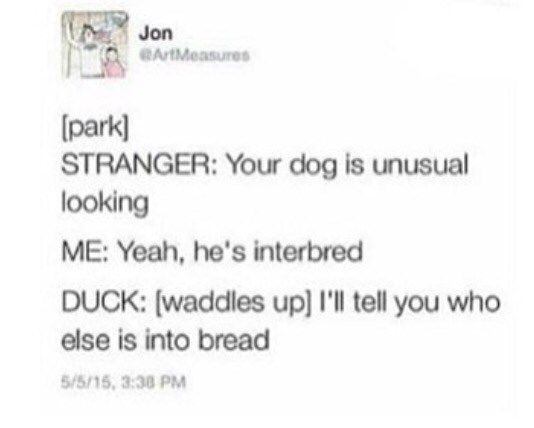 Jon
@ArtMeasures
[park]
STRANGER: Your dog is unusual
looking
ME: Yeah, he's interbred
DUCK: [waddles up] I'll tell you who
else is into bread
5/5/15, 3:38 PM